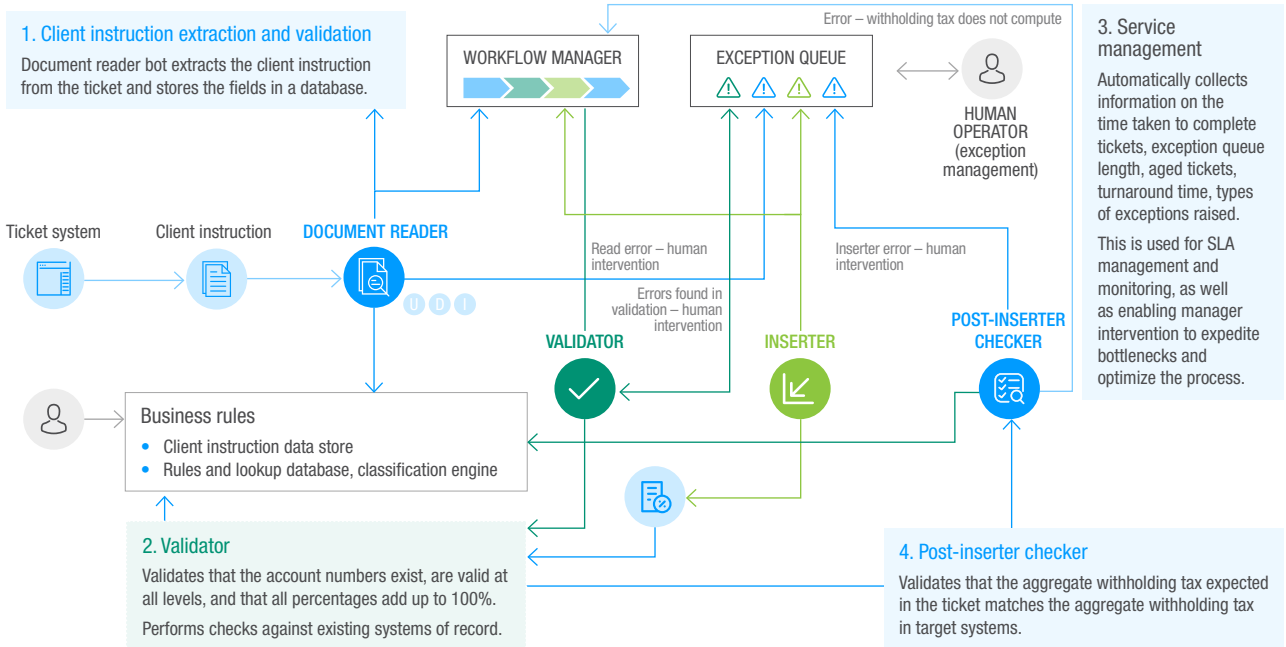 1. Client instruction extraction and validation
Document reader bot extracts the client instruction
from the ticket and stores the fields in a database.
WORKFLOW MANAGER
EXCEPTION QUEUE
Error – withholding tax does not compute
HUMAN
OPERATOR
(exception
management)
3. Service
management
Automatically collects
information on the
time taken to complete
tickets, exception queue
length, aged tickets,
turnaround time, types
of exceptions raised.
This is used for SLA
management and
monitoring, as well
as enabling manager
intervention to expedite
bottlenecks and
optimize the process.
Ticket system
Client instruction
DOCUMENT READER
U D I
Read error – human
intervention
Inserter error – human
intervention
Errors found in
validation – human
intervention
VALIDATOR
INSERTER
POST-INSERTER
CHECKER
Business rules
• Client instruction data store
• Rules and lookup database, classification engine
2. Validator
Validates that the account numbers exist, are valid at
all levels, and that all percentages add up to 100%.
Performs checks against existing systems of record.
4. Post-inserter checker
Validates that the aggregate withholding tax expected
in the ticket matches the aggregate withholding tax
in target systems.